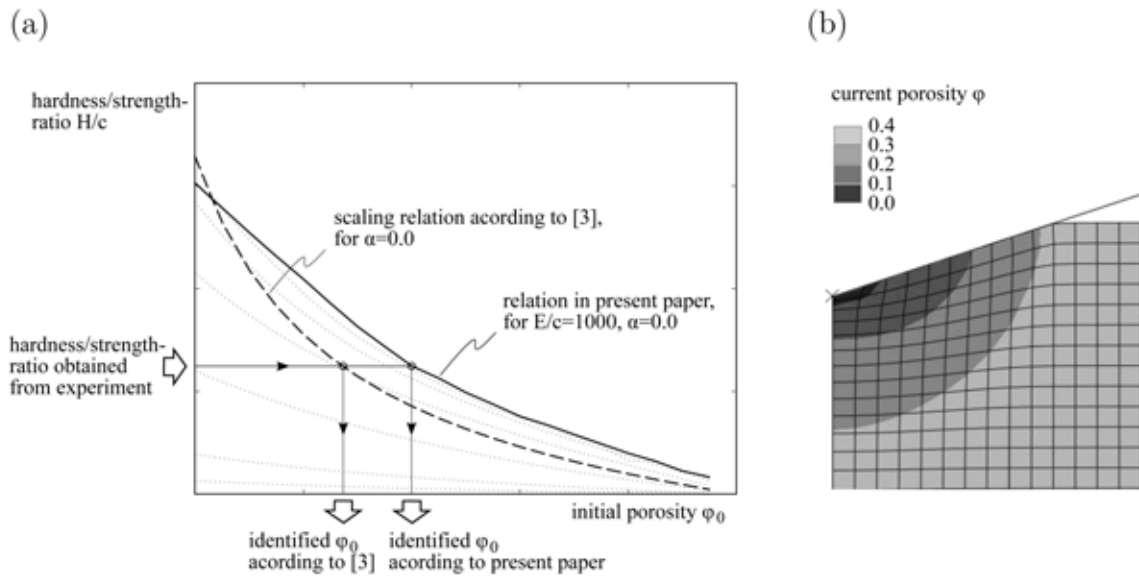 (a)
hardness/strength-
ratio H/c
scaling relation acording to [3],
for α=0.0
relation in present paper,
for E/c=1000, α=0.0
hardness/strength-
ratio obtained
from experiment
initial porosity φ0
identified φ0
acording to [3]
identified φ0
acording to present paper
(b)
current porosity φ
0.4
0.3
0.2
0.1
0.0